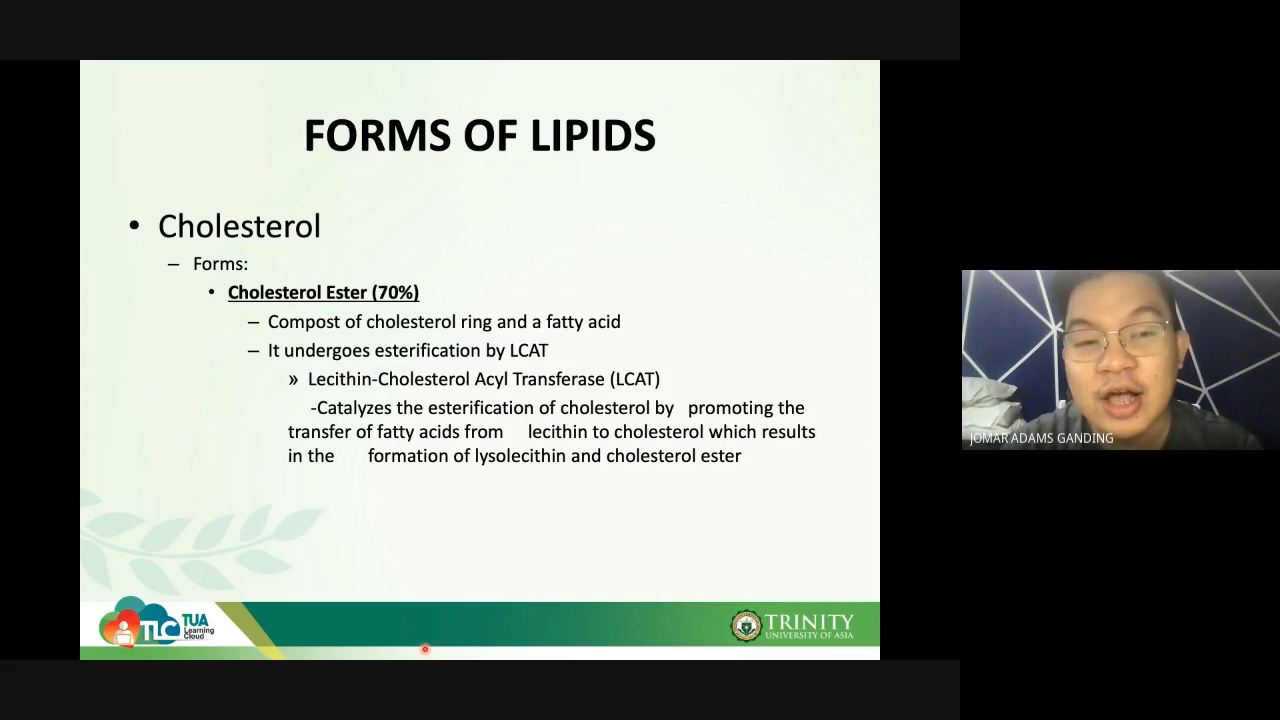 FORMS OF LIPIDS
• Cholesterol
– Forms:
• Cholesterol Ester (70%)
– Compost of cholesterol ring and a fatty acid
– It undergoes esterification by LCAT
» Lecithin-Cholesterol Acyl Transferase (LCAT)
-Catalyzes the esterification of cholesterol by promoting the
transfer of fatty acids from lecithin to cholesterol which results
in the formation of lysolecithin and cholesterol ester
JOMAR ADAMS GANDING
TLC
TUA
Learning
Cloud
TRINITY
UNIVERSITY OF ASIA